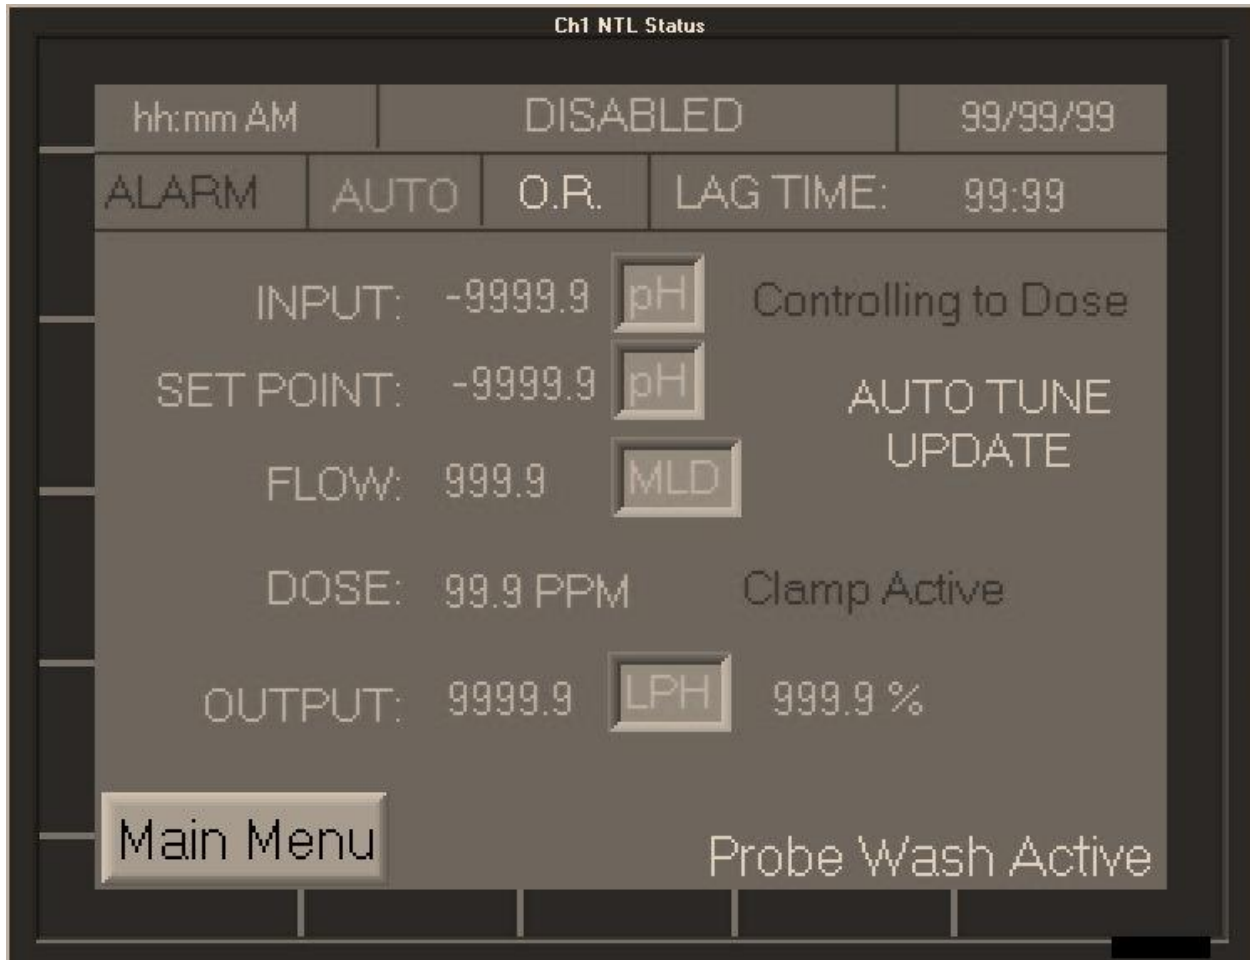 Ch1 NTL Status
hh:mm AM DISABLED 99/99/99
ALARM AUTO O.R. LAG TIME: 99:99
INPUT: -9999.9 pH Controlling to Dose
SET POINT: -9999.9 pH AUTO TUNE
UPDATE
FLOW: 999.9 MLD
DOSE: 99.9 PPM Clamp Active
OUTPUT: 9999.9 LPH 999.9 %
Main Menu
Probe Wash Active